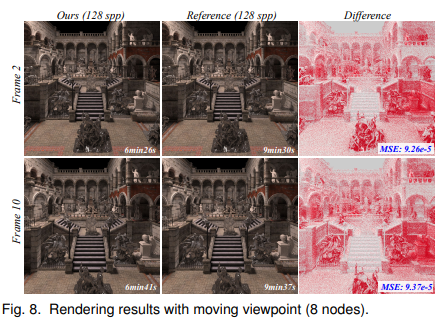 Ours (128 spp) Reference (128 spp) Difference
Frame 2
6min26s 9min30s MSE: 9.26e-5
Frame 10
6min41s 9min37s MSE: 9.37e-5
Fig. 8. Rendering results with moving viewpoint (8 nodes).